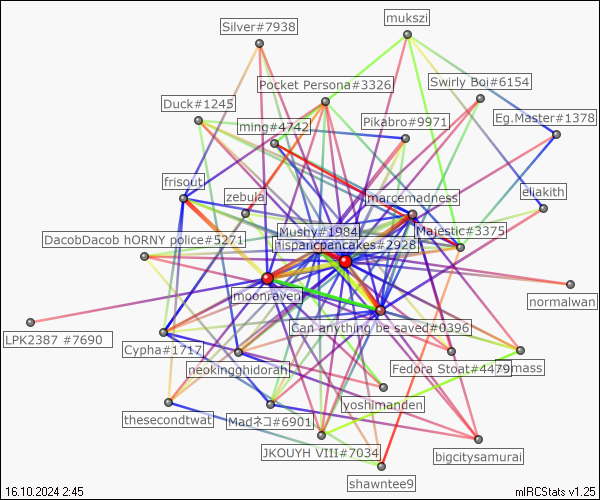 mukszi
Silver#7938
Pocket Persona#3326
Swirly Boi#6154
Duck#1245
Eg.Master#1378
ming#4742
Pikabro#9971
frisout
zebula
marcemadness
eliakith
Mushy#1984
Majestic#3375
DacobDacob hORNY police#5271
hisparicpancakes#2928
moonraven
normalwan
Can anything be saved#0396
LPK2387 #7690
Cypha#1717
neokingghidorah
Fedora Stoat#4479
yoshimanden
thesecondtwat
Madネコ#6901
JKOUYH VIII#7034
bigcitysamurai
shawntee9
16.10.2024 2:45
mIRCStats v1.25